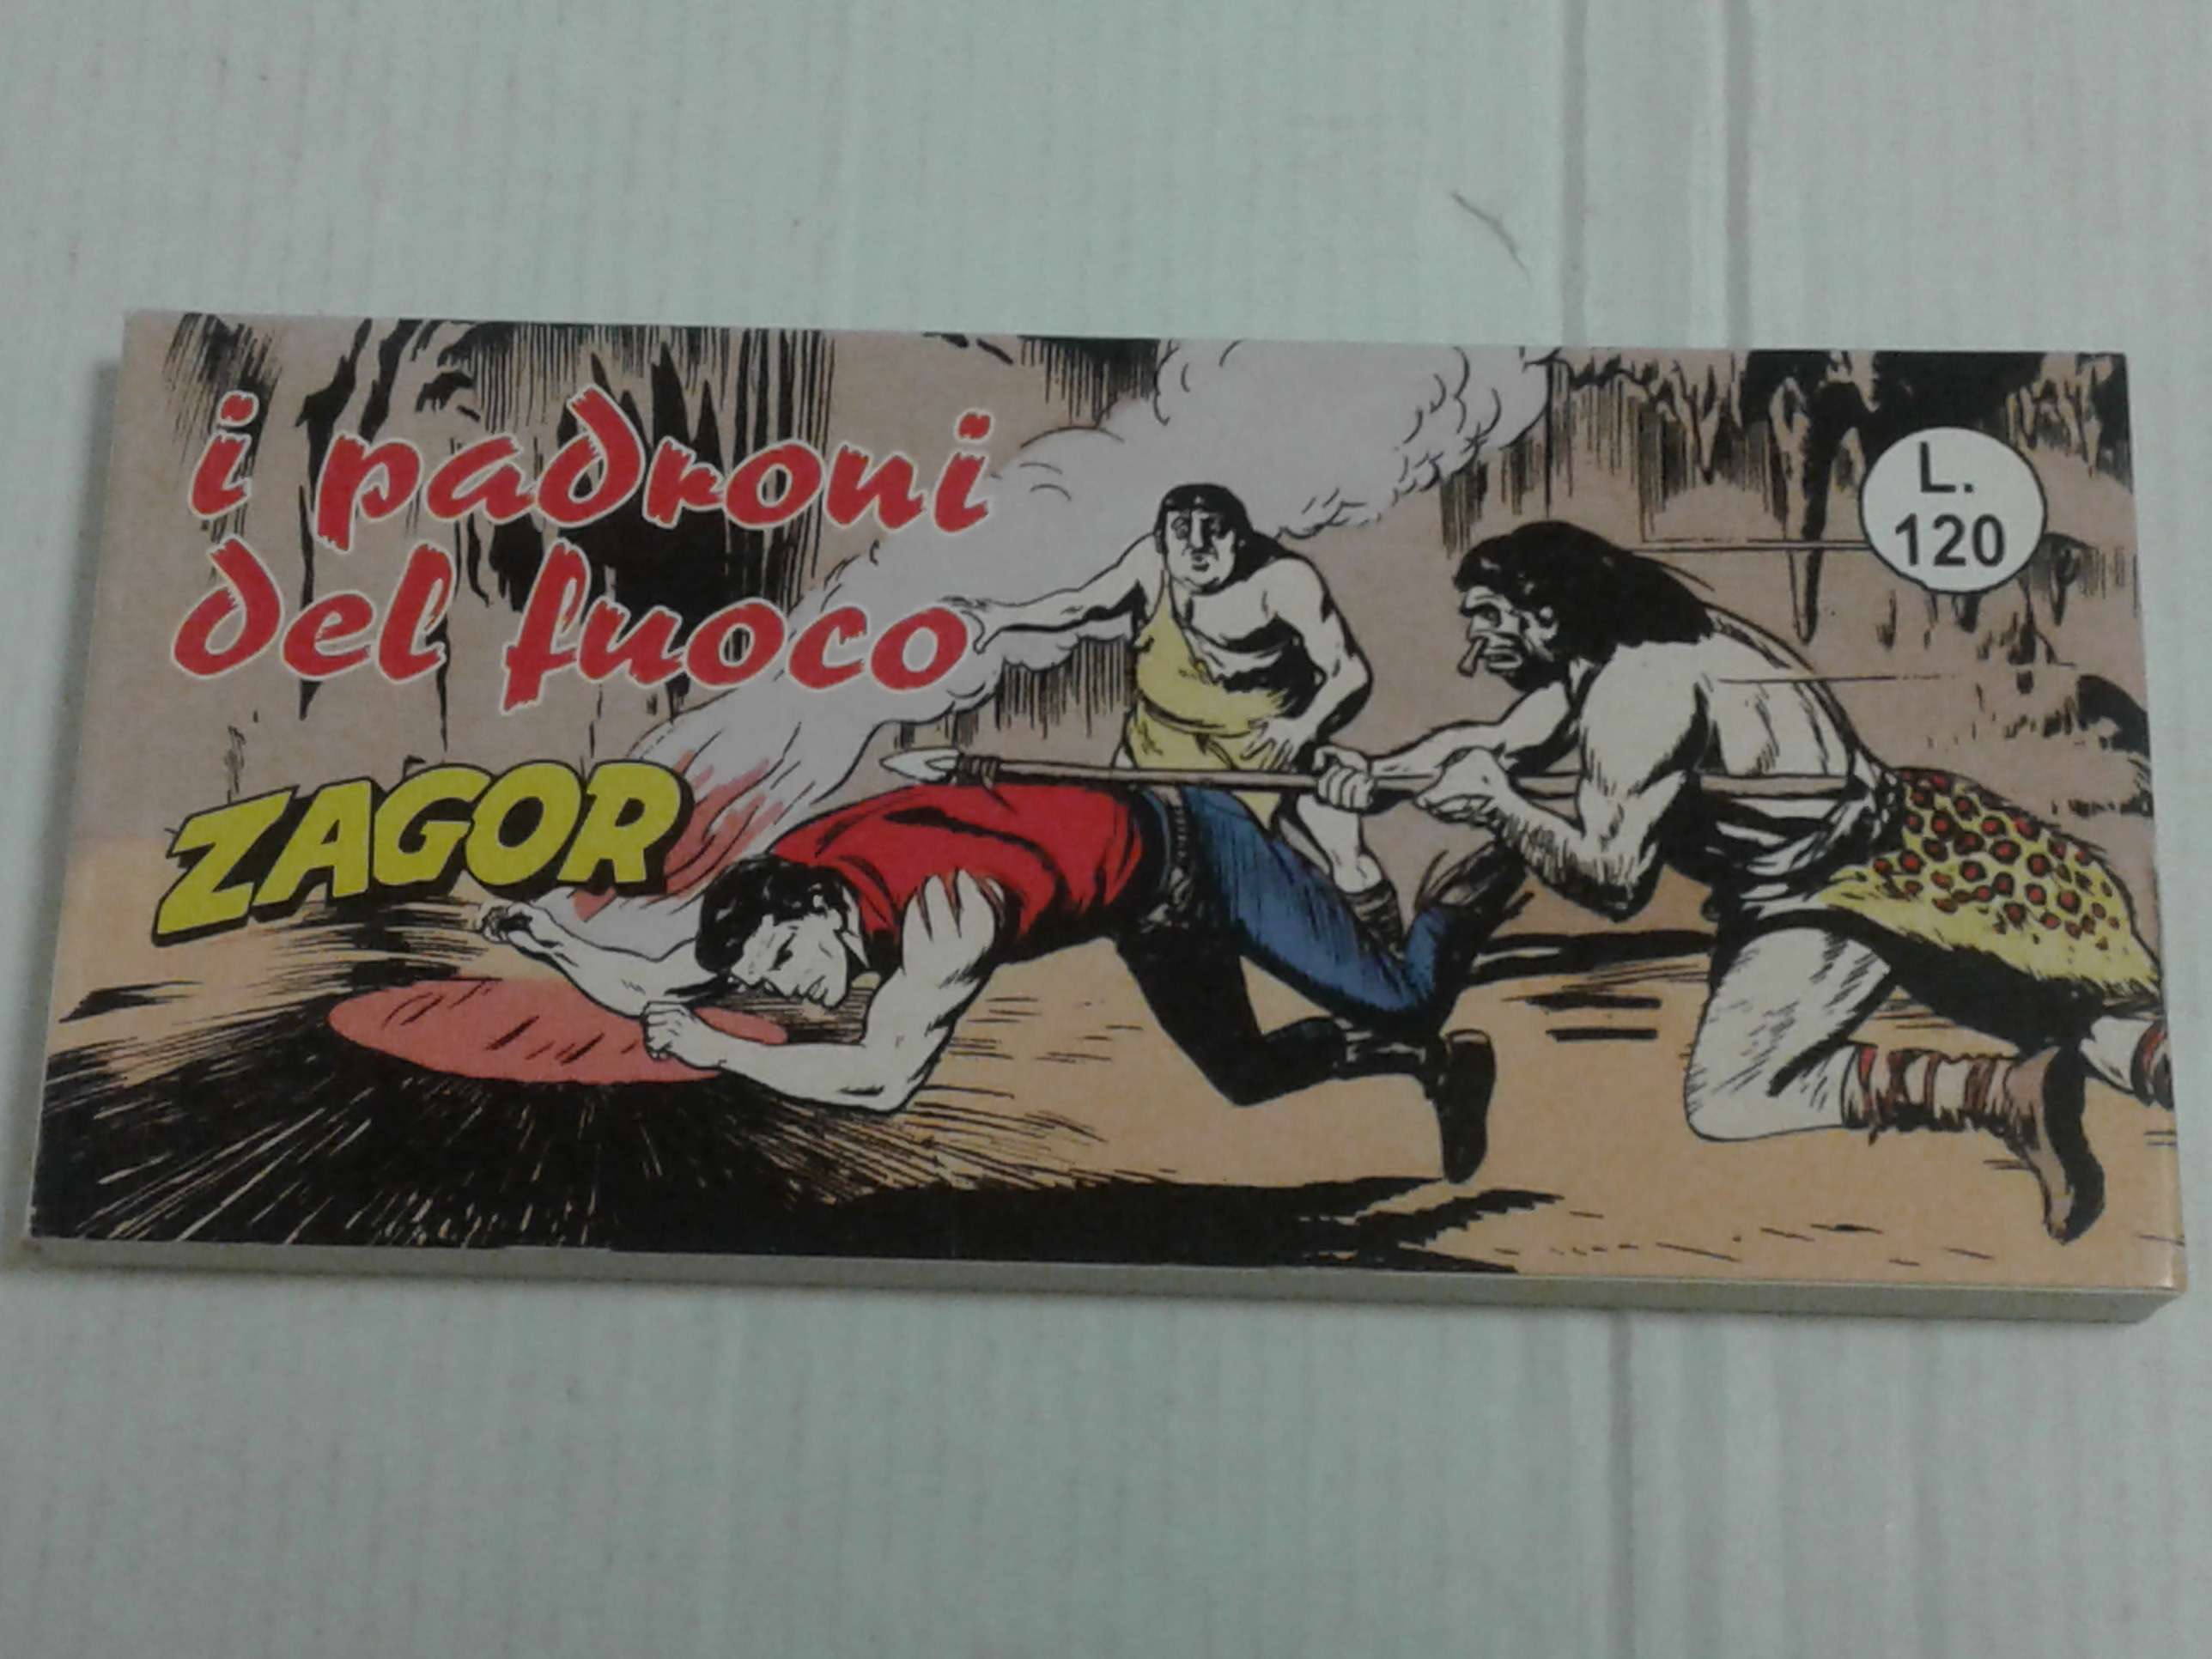 i padroni
del fuoco
ZAGOR
L.
120